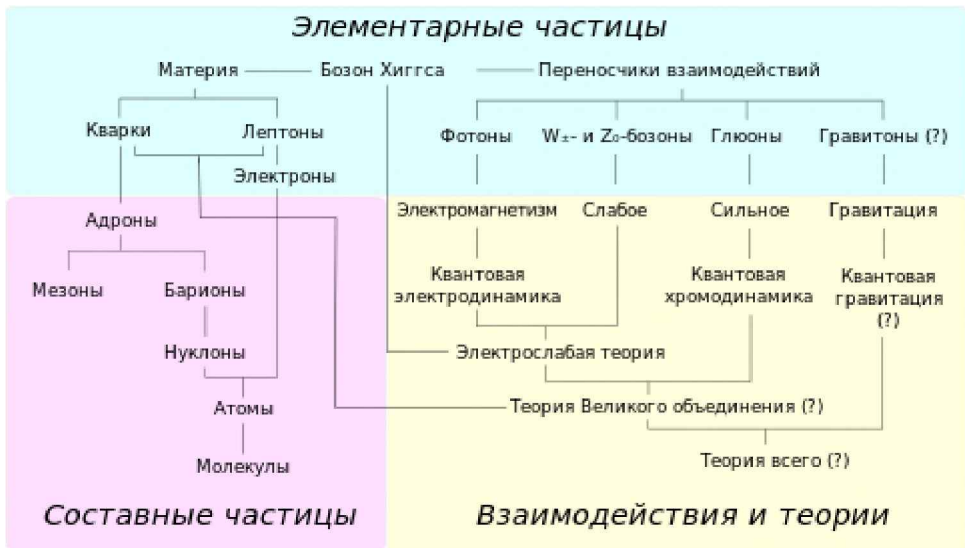 Элементарные частицы
Материя Бозон Хиггса Переносчики взаимодействий
Кварки Лептоны Фотоны W±- и Z₀-бозоны Глюоны Гравитоны (?)
Электроны
Адроны Электромагнетизм Слабое Сильное Гравитация
Мезоны Барионы Квантовая Квантовая Квантовая
электродинамика хромодинамика гравитация
(?)
Нуклоны Электрослабая теория
Атомы Теория Великого объединения (?)
Молекулы Теория всего (?)
Составные частицы Взаимодействия и теории